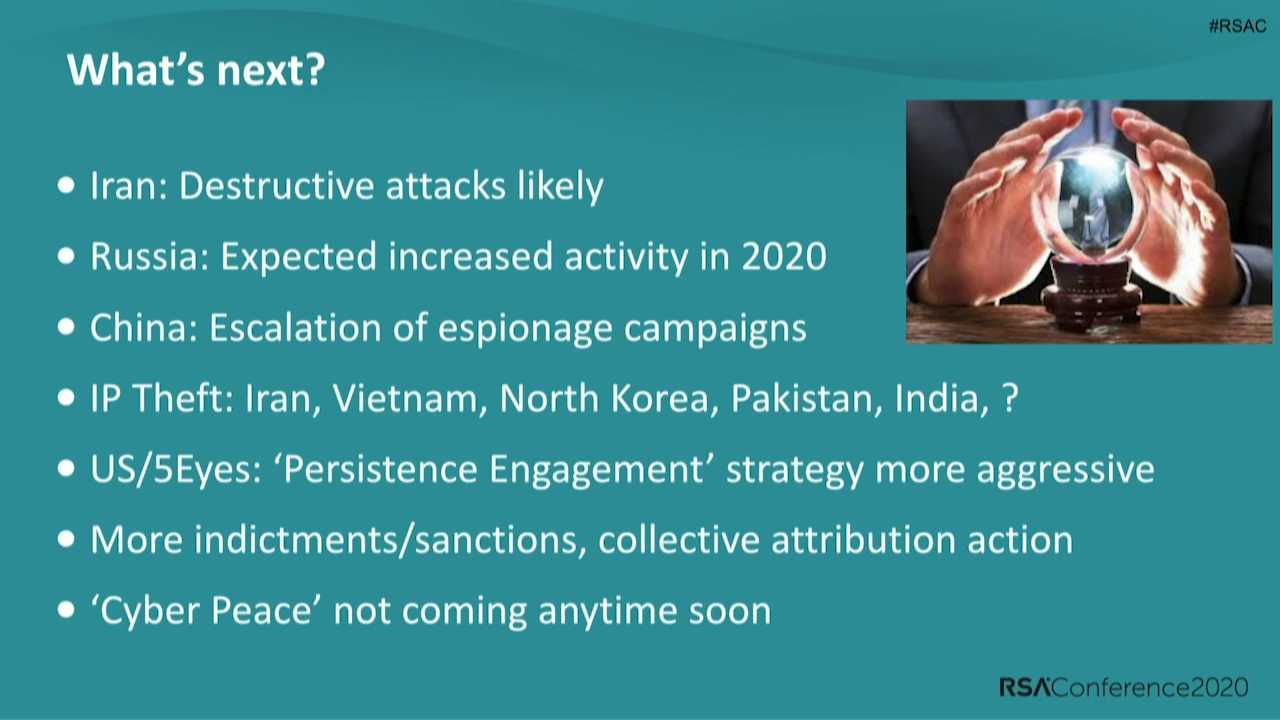 #RSAC
What’s next?
• Iran: Destructive attacks likely
• Russia: Expected increased activity in 2020
• China: Escalation of espionage campaigns
• IP Theft: Iran, Vietnam, North Korea, Pakistan, India, ?
• US/5Eyes: ‘Persistence Engagement’ strategy more aggressive
• More indictments/sanctions, collective attribution action
• ‘Cyber Peace’ not coming anytime soon
RSAConference2020